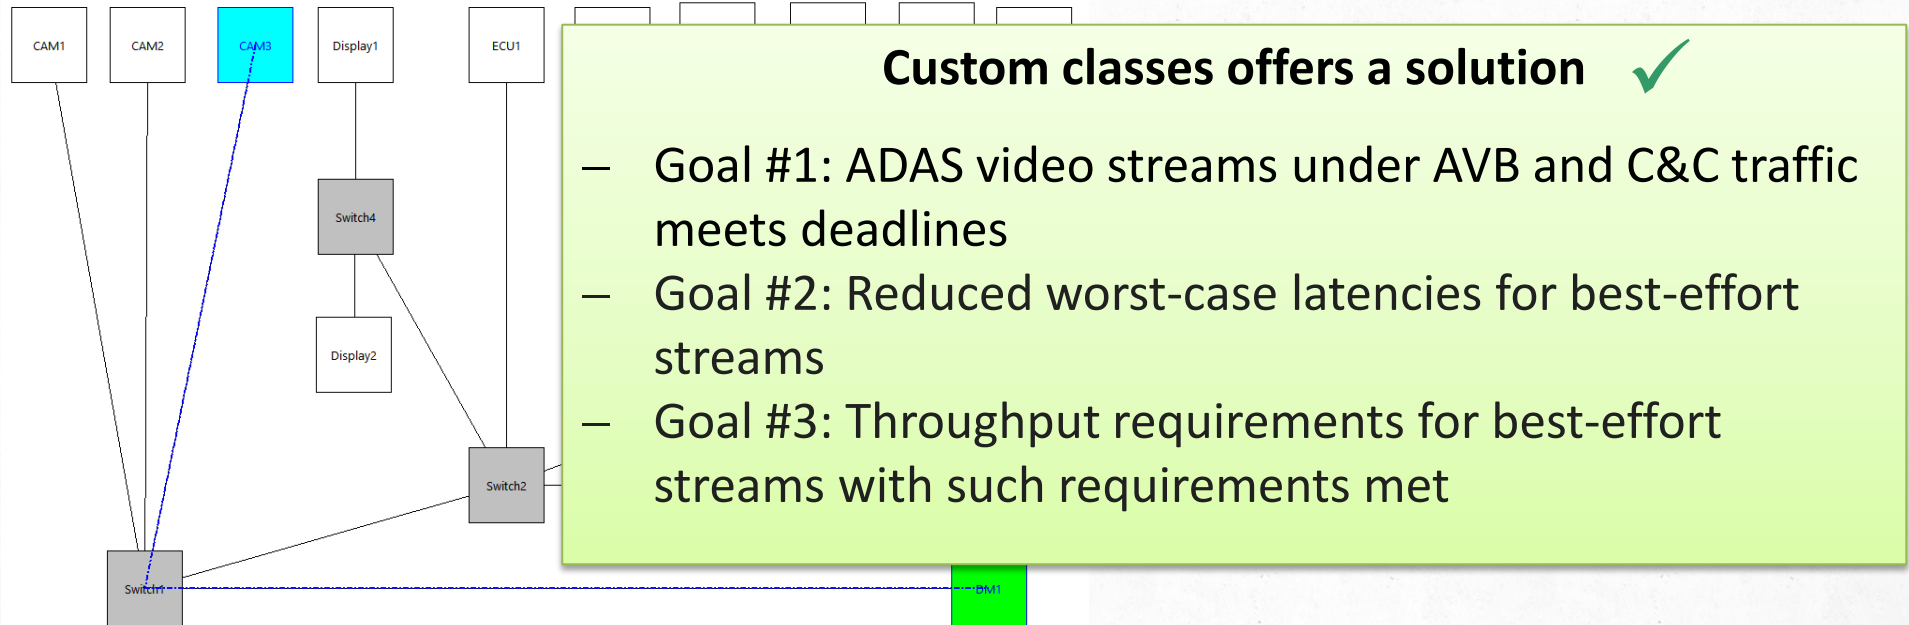 CAM1
CAM2
CAM3
Display1
ECU1
Custom classes offers a solution ✓
– Goal #1: ADAS video streams under AVB and C&C traffic
meets deadlines
Switch4
– Goal #2: Reduced worst-case latencies for best-effort
streams
Display2
– Goal #3: Throughput requirements for best-effort
streams with such requirements met
Switch2
Switch1
DM1